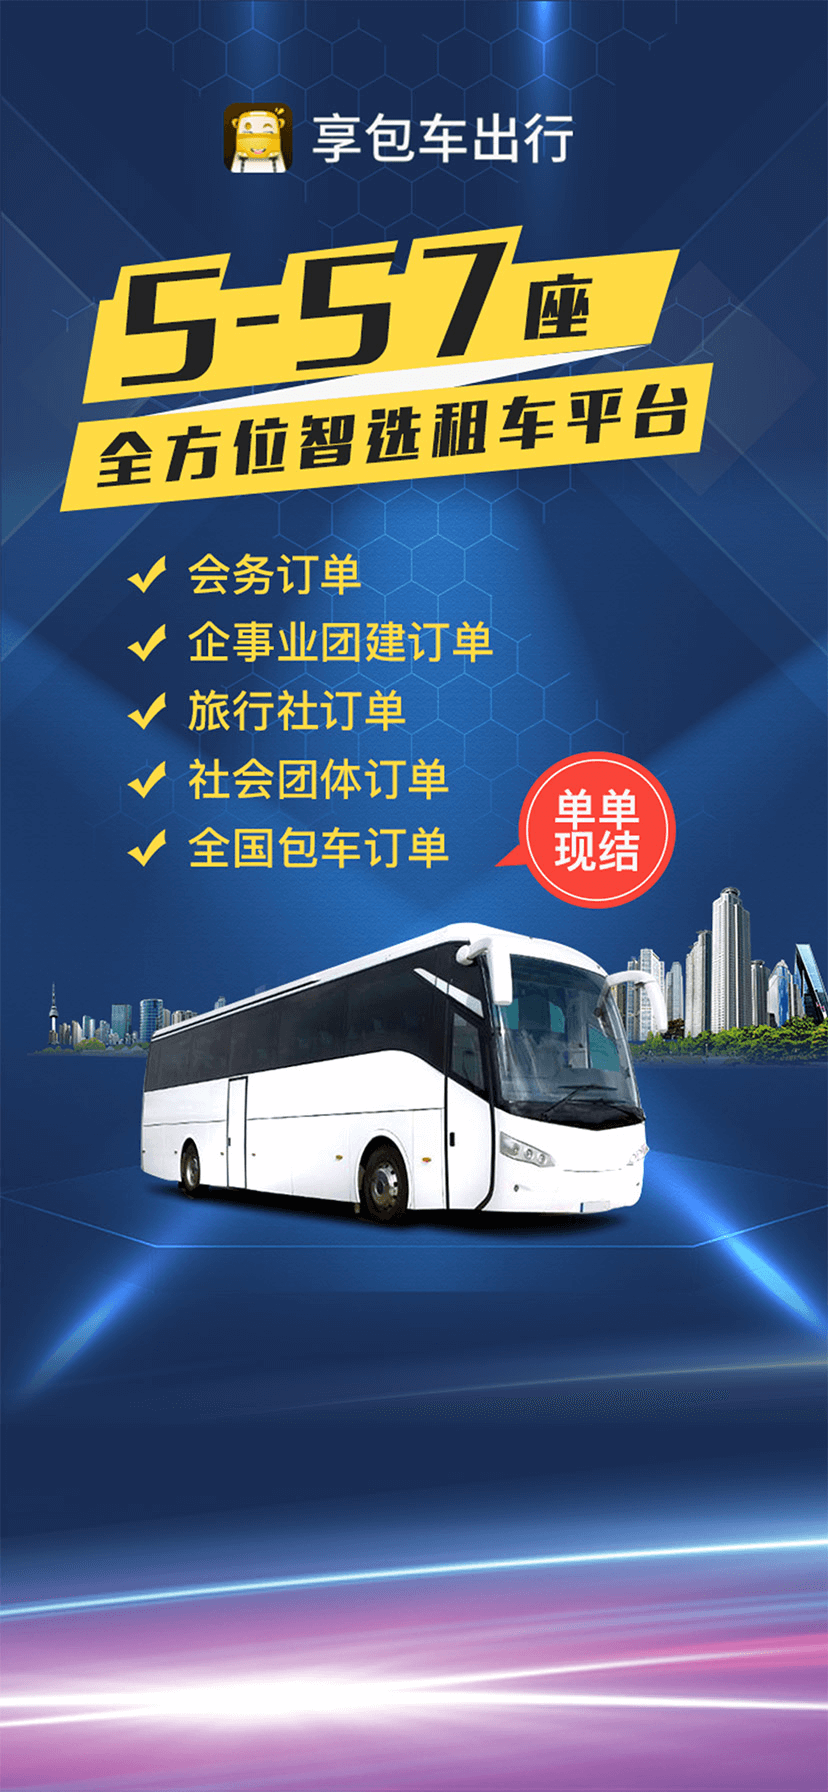 享包车出行
5-57座
全方位智选租车平台
会务订单
企事业团建订单
旅行社订单
社会团体订单
全国包车订单
单单
现结